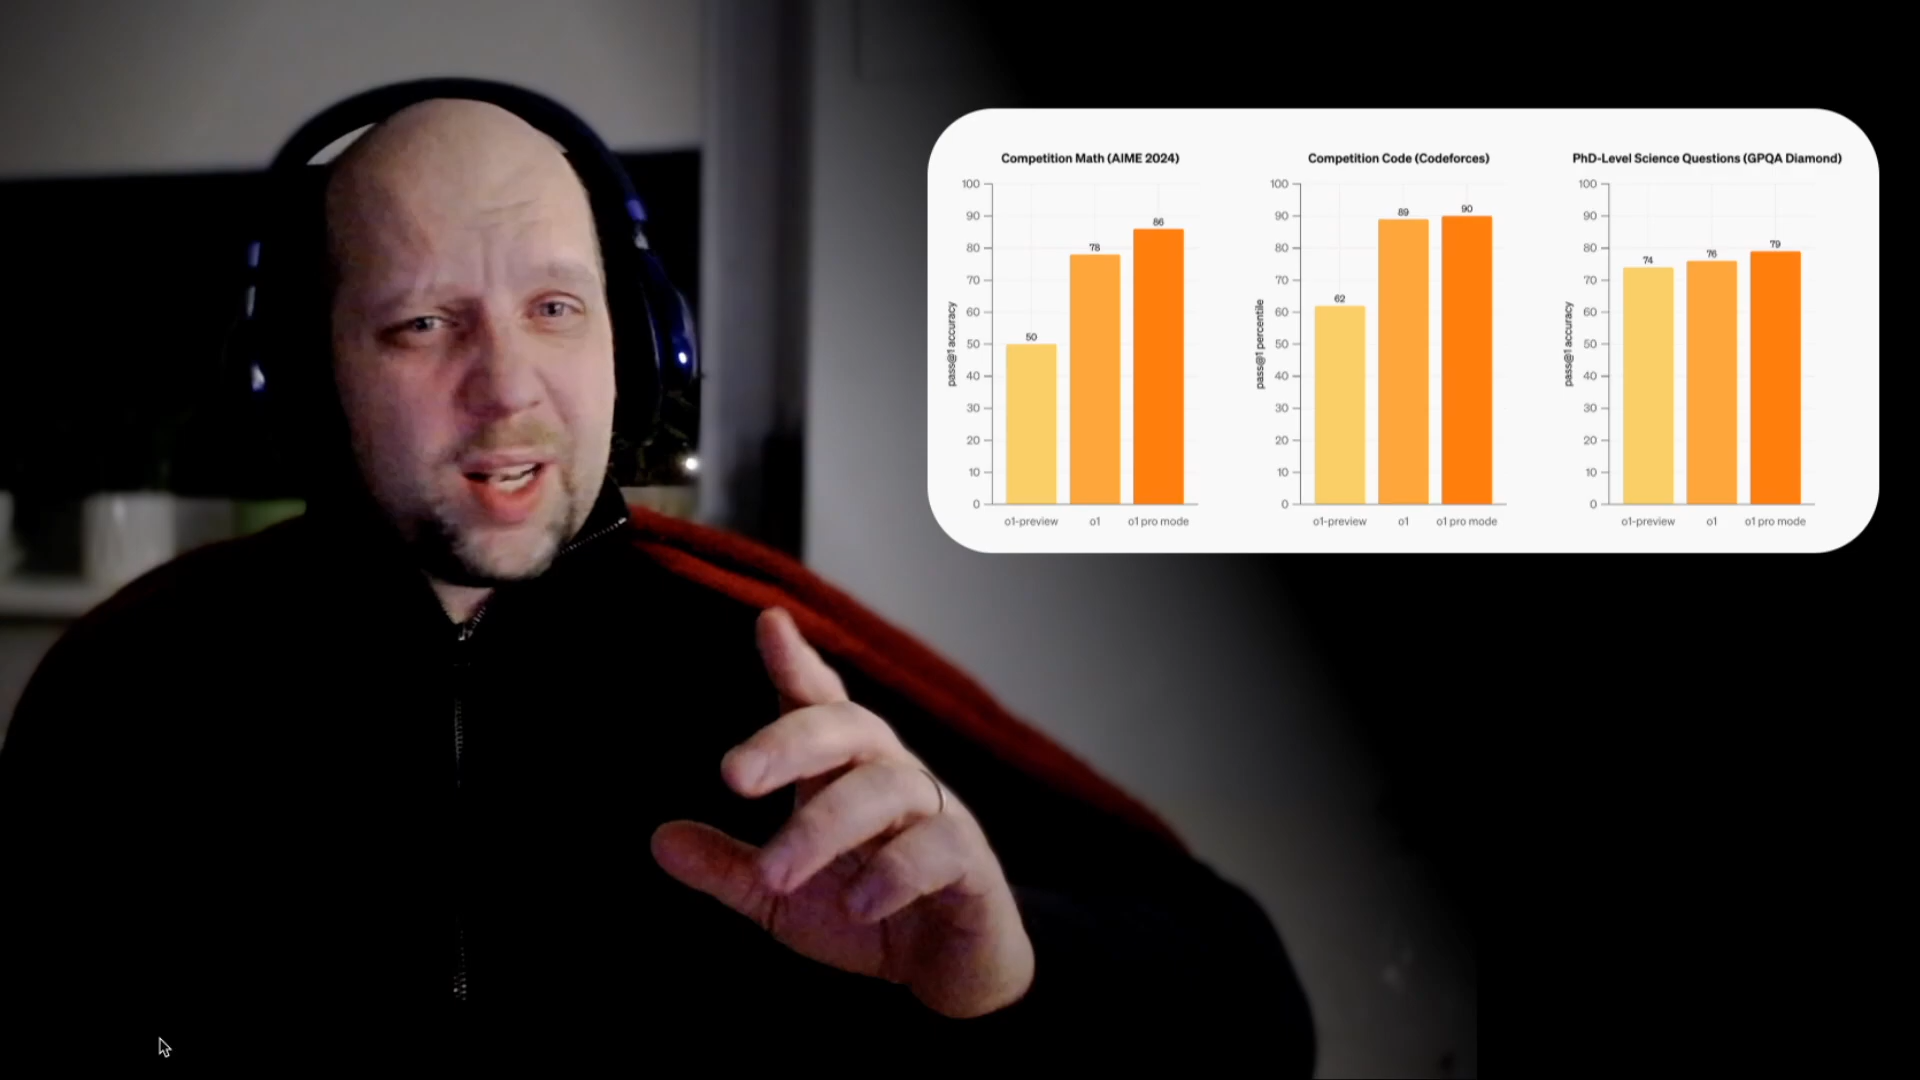 Competition Math (AIME 2024)
pass@1 accuracy
100
90
80
70
60
50
40
30
20
10
0
50
78
86
o1-preview
o1
o1 pro mode
Competition Code (Codeforces)
pass@1 percentile
100
90
80
70
60
50
40
30
20
10
0
62
89
90
o1-preview
o1
o1 pro mode
PhD-Level Science Questions (GPQA Diamond)
pass@1 accuracy
100
90
80
70
60
50
40
30
20
10
0
74
76
79
o1-preview
o1
o1 pro mode